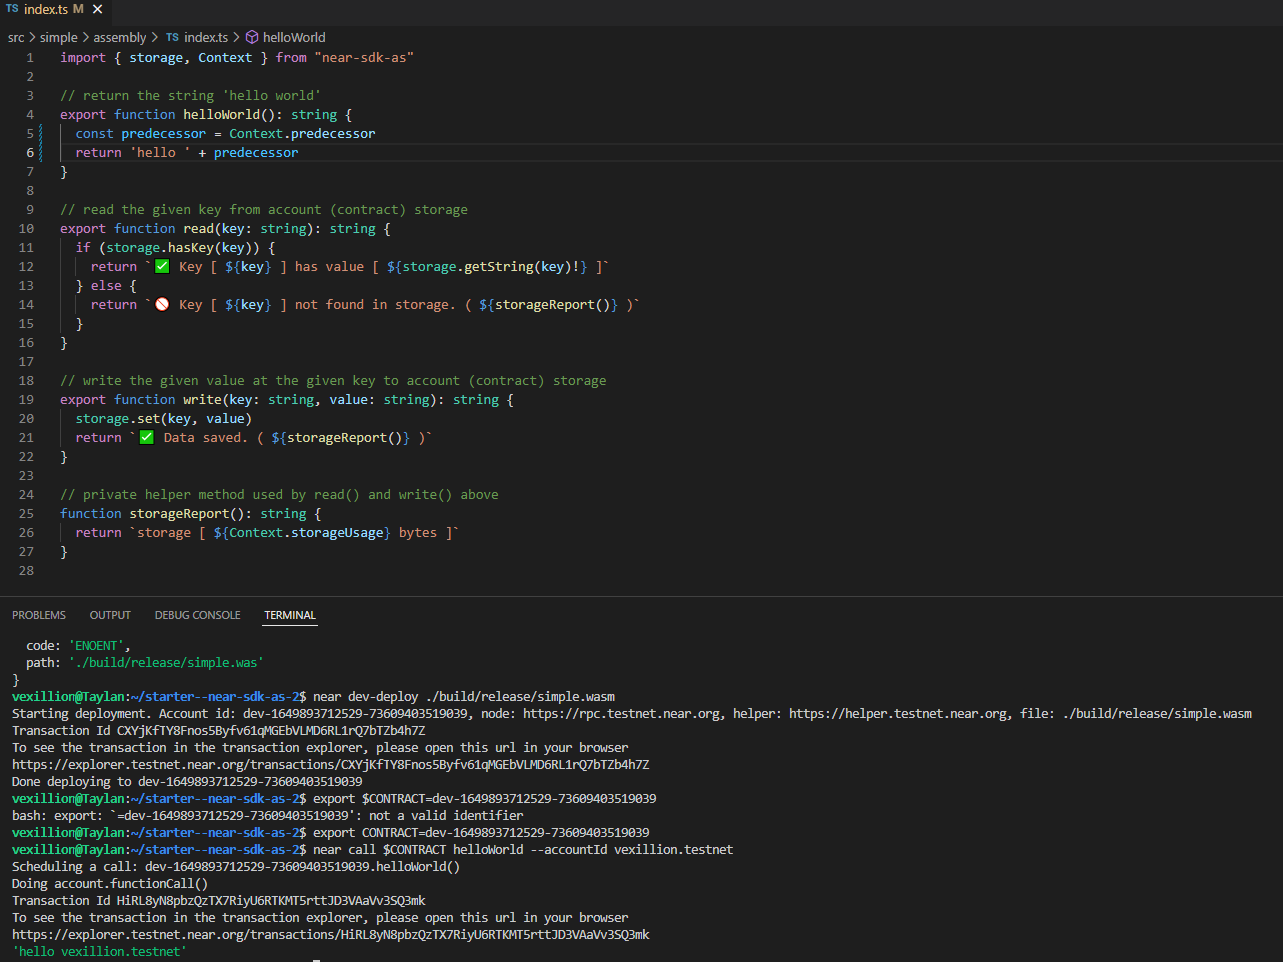 TS index.ts M ×
src > simple > assembly > TS index.ts > helloWorld
1 import { storage, Context } from "near-sdk-as"
2
3 // return the string 'hello world'
4 export function helloWorld(): string {
5 const predecessor = Context.predecessor
6 return 'hello ' + predecessor
7 }
8
9 // read the given key from account (contract) storage
10 export function read(key: string): string {
11 if (storage.hasKey(key)) {
12 return `✅ Key [ ${key} ] has value [ ${storage.getString(key)!} ]`
13 } else {
14 return `🚫 Key [ ${key} ] not found in storage. ( ${storageReport()} )`
15 }
16 }
17
18 // write the given value at the given key to account (contract) storage
19 export function write(key: string, value: string): string {
20 storage.set(key, value)
21 return `✅ Data saved. ( ${storageReport()} )`
22 }
23
24 // private helper method used by read() and write() above
25 function storageReport(): string {
26 return `storage [ ${Context.storageUsage} bytes ]`
27 }
28
PROBLEMS OUTPUT DEBUG CONSOLE TERMINAL
code: 'ENOENT',
path: './build/release/simple.was'
}
vexillion@Taylan:~/starter--near-sdk-as-2$ near dev-deploy ./build/release/simple.wasm
Starting deployment. Account id: dev-1649893712529-73609403519039, node: https://rpc.testnet.near.org, helper: https://helper.testnet.near.org, file: ./build/release/simple.wasm
Transaction Id CXYjKfTY8Fnos5Byfv61qMGEbVLMD6RL1rQ7bTZb4h7Z
To see the transaction in the transaction explorer, please open this url in your browser
https://explorer.testnet.near.org/transactions/CXYjKfTY8Fnos5Byfv61qMGEbVLMD6RL1rQ7bTZb4h7Z
Done deploying to dev-1649893712529-73609403519039
vexillion@Taylan:~/starter--near-sdk-as-2$ export $CONTRACT=dev-1649893712529-73609403519039
bash: export: `=dev-1649893712529-73609403519039': not a valid identifier
vexillion@Taylan:~/starter--near-sdk-as-2$ export CONTRACT=dev-1649893712529-73609403519039
vexillion@Taylan:~/starter--near-sdk-as-2$ near call $CONTRACT helloWorld --accountId vexillion.testnet
Scheduling a call: dev-1649893712529-73609403519039.helloWorld()
Doing account.functionCall()
Transaction Id HiRL8yN8pbzQzTX7RiyU6RTKMT5rttJD3VAaVv3SQ3mk
To see the transaction in the transaction explorer, please open this url in your browser
https://explorer.testnet.near.org/transactions/HiRL8yN8pbzQzTX7RiyU6RTKMT5rttJD3VAaVv3SQ3mk
'hello vexillion.testnet'